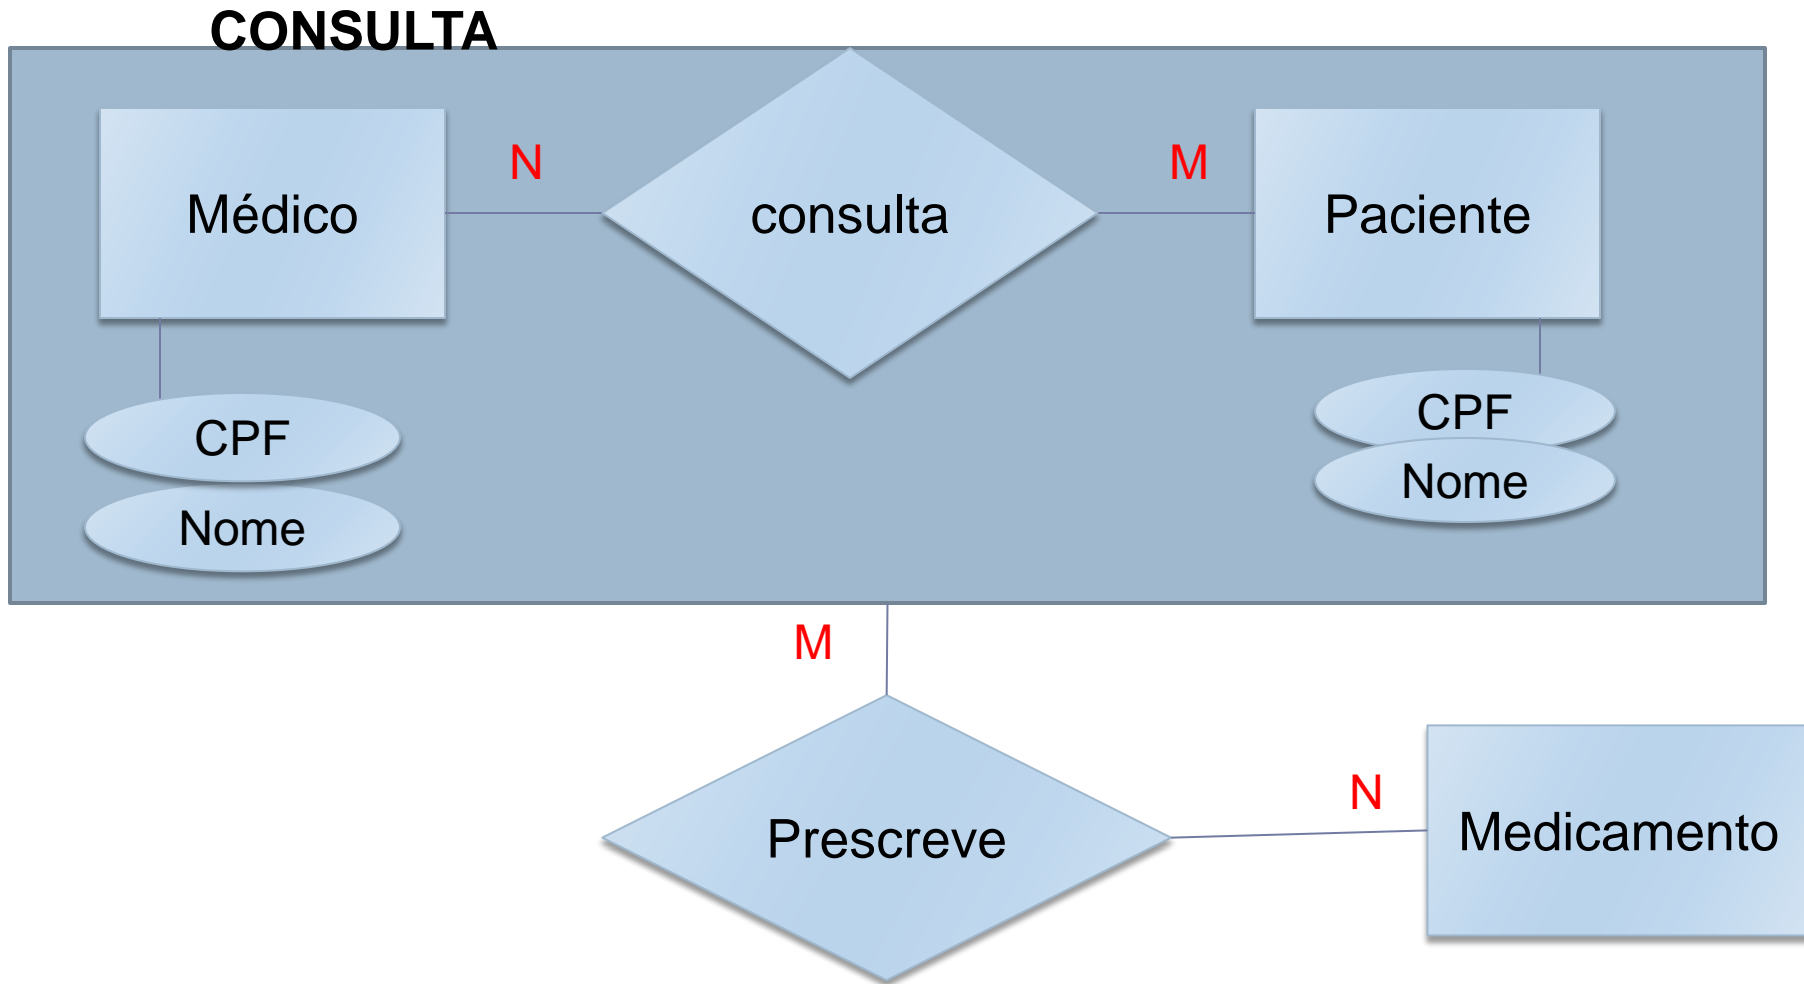 CONSULTA
Médico
N
consulta
M
Paciente
CPF
Nome
CPF
Nome
M
Prescreve
N
Medicamento